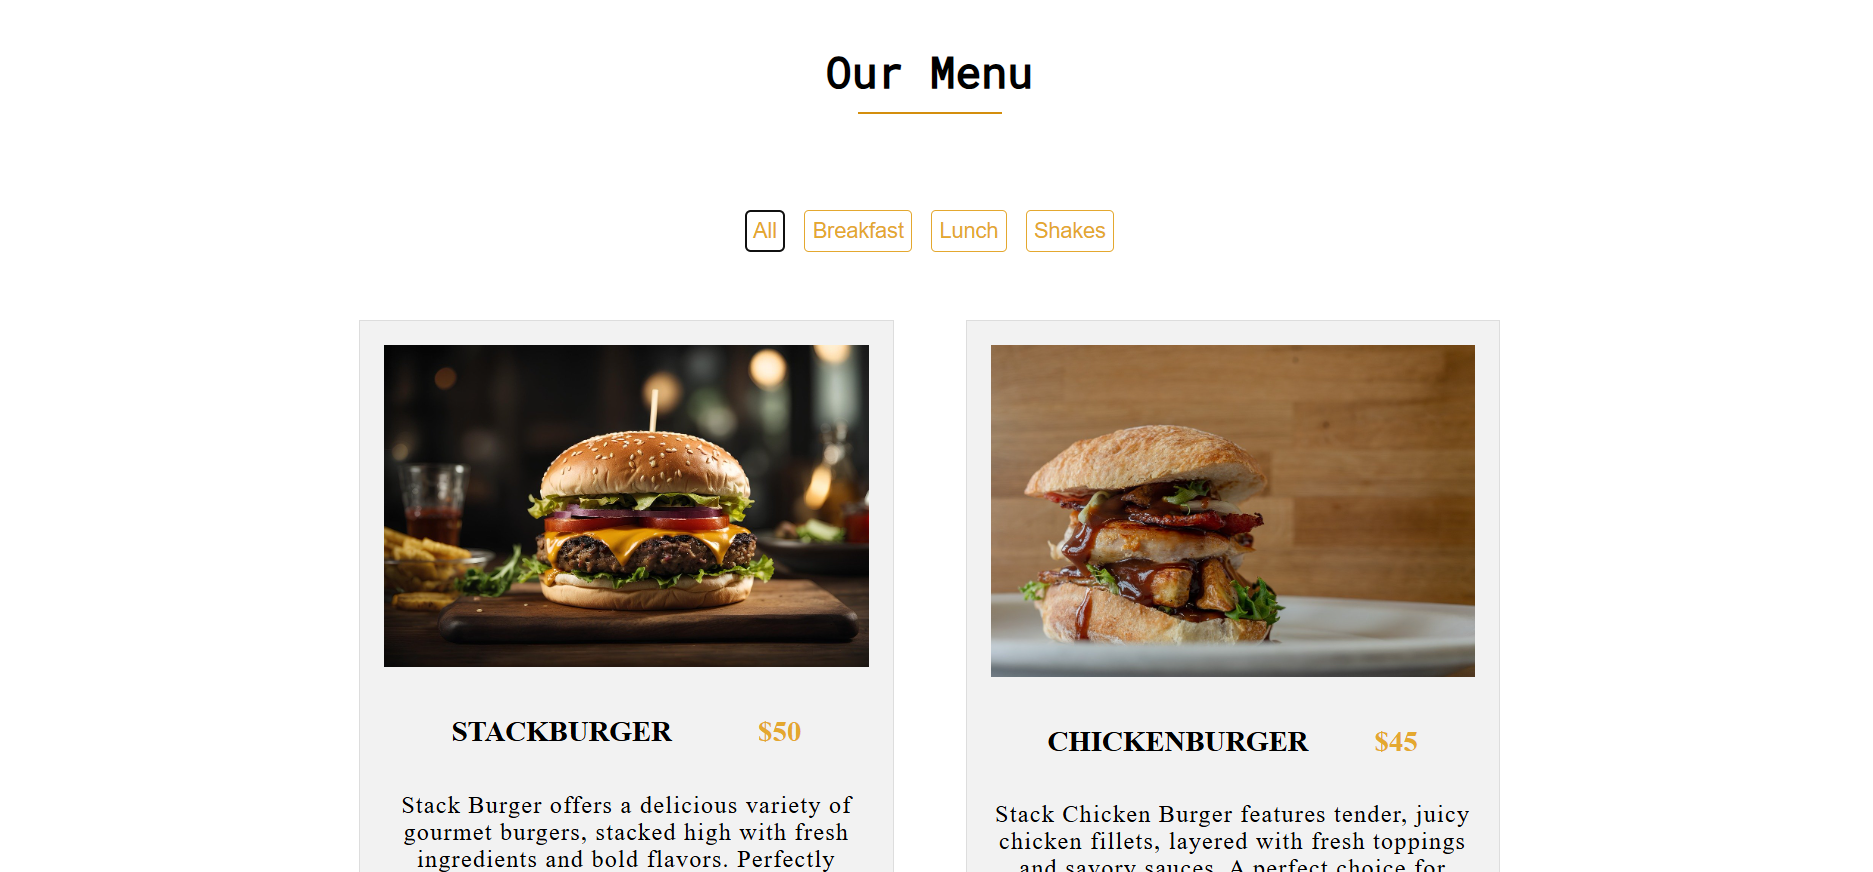 Our Menu
All Breakfast Lunch Shakes
STACKBURGER $50
Stack Burger offers a delicious variety of
gourmet burgers, stacked high with fresh
ingredients and bold flavors. Perfectly
CHICKENBURGER $45
Stack Chicken Burger features tender, juicy
chicken fillets, layered with fresh toppings
and savory sauces. A perfect choice for